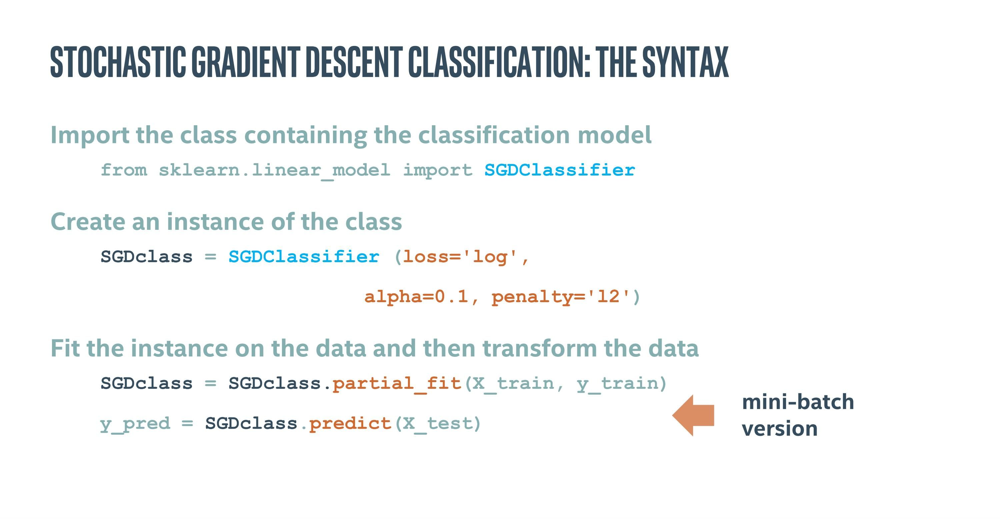 STOCHASTIC GRADIENT DESCENT CLASSIFICATION: THE SYNTAX
Import the class containing the classification model
from sklearn.linear_model import SGDClassifier
Create an instance of the class
SGDclass = SGDClassifier (loss='log',
alpha=0.1, penalty='l2')
Fit the instance on the data and then transform the data
SGDclass = SGDclass.partial_fit(X_train, y_train)
y_pred = SGDclass.predict(X_test)
mini-batch
version